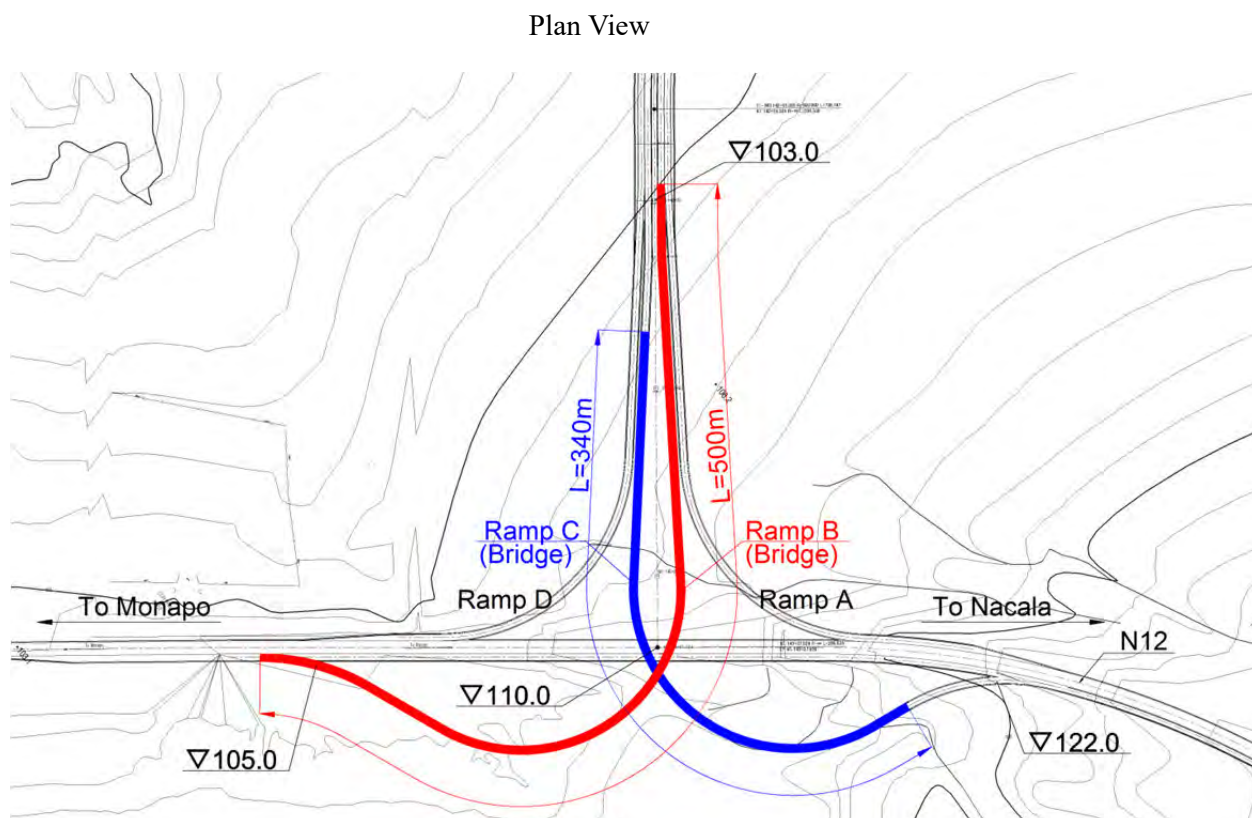 Plan View
▽103.0
L=340m
L=500m
Ramp C
(Bridge)
Ramp B
(Bridge)
To Monapo
Ramp D
Ramp A
To Nacala
N12
▽110.0
▽105.0
▽122.0